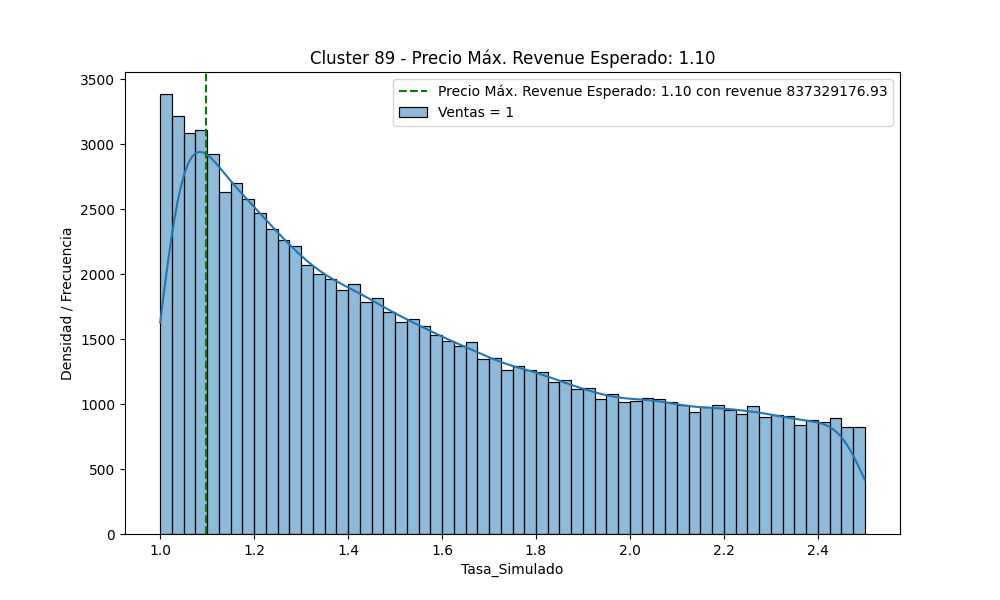 Cluster 89 - Precio Máx. Revenue Esperado: 1.10
Precio Máx. Revenue Esperado: 1.10 con revenue 837329176.93
Ventas = 1
Densidad / Frecuencia
3500
3000
2500
2000
1500
1000
500
0
1.0 1.2 1.4 1.6 1.8 2.0 2.2 2.4
Tasa_Simulado